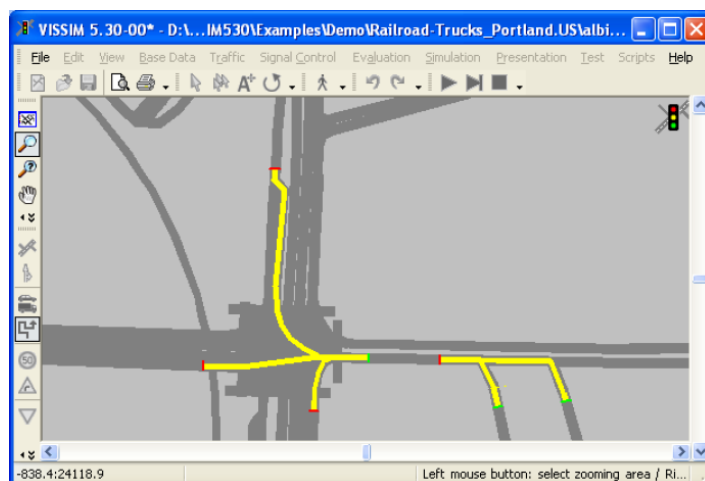 VISSIM 5.30-00* - D:\...IM530\Examples\Demo\Railroad-Trucks_Portland.US\albi...
File Edit View Base Data Traffic Signal Control Evaluation Simulation Presentation Test Scripts Help
50
-838.4:24118.9 Left mouse button: select zooming area / Ri...